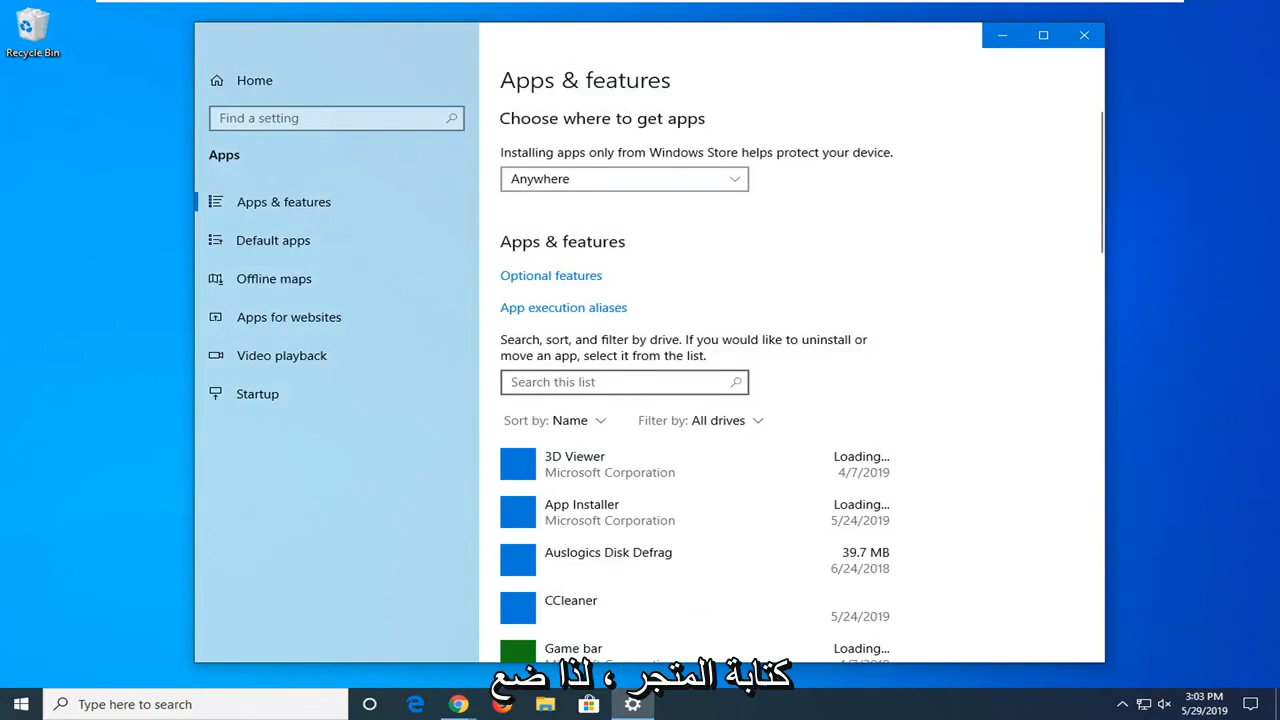 Recycle Bin
Home
Find a setting
Apps
Apps & features
Default apps
Offline maps
Apps for websites
Video playback
Startup
Apps & features
Choose where to get apps
Installing apps only from Windows Store helps protect your device.
Anywhere
Apps & features
Optional features
App execution aliases
Search, sort, and filter by drive. If you would like to uninstall or
move an app, select it from the list.
Search this list
Sort by: Name Filter by: All drives
3D Viewer Loading...
Microsoft Corporation 4/7/2019
App Installer Loading...
Microsoft Corporation 5/24/2019
Auslogics Disk Defrag 39.7 MB
6/24/2018
CCleaner
5/24/2019
Game bar Loading...
كتابة المتجر ، لذا ضع
Type here to search
3:03 PM
5/29/2019